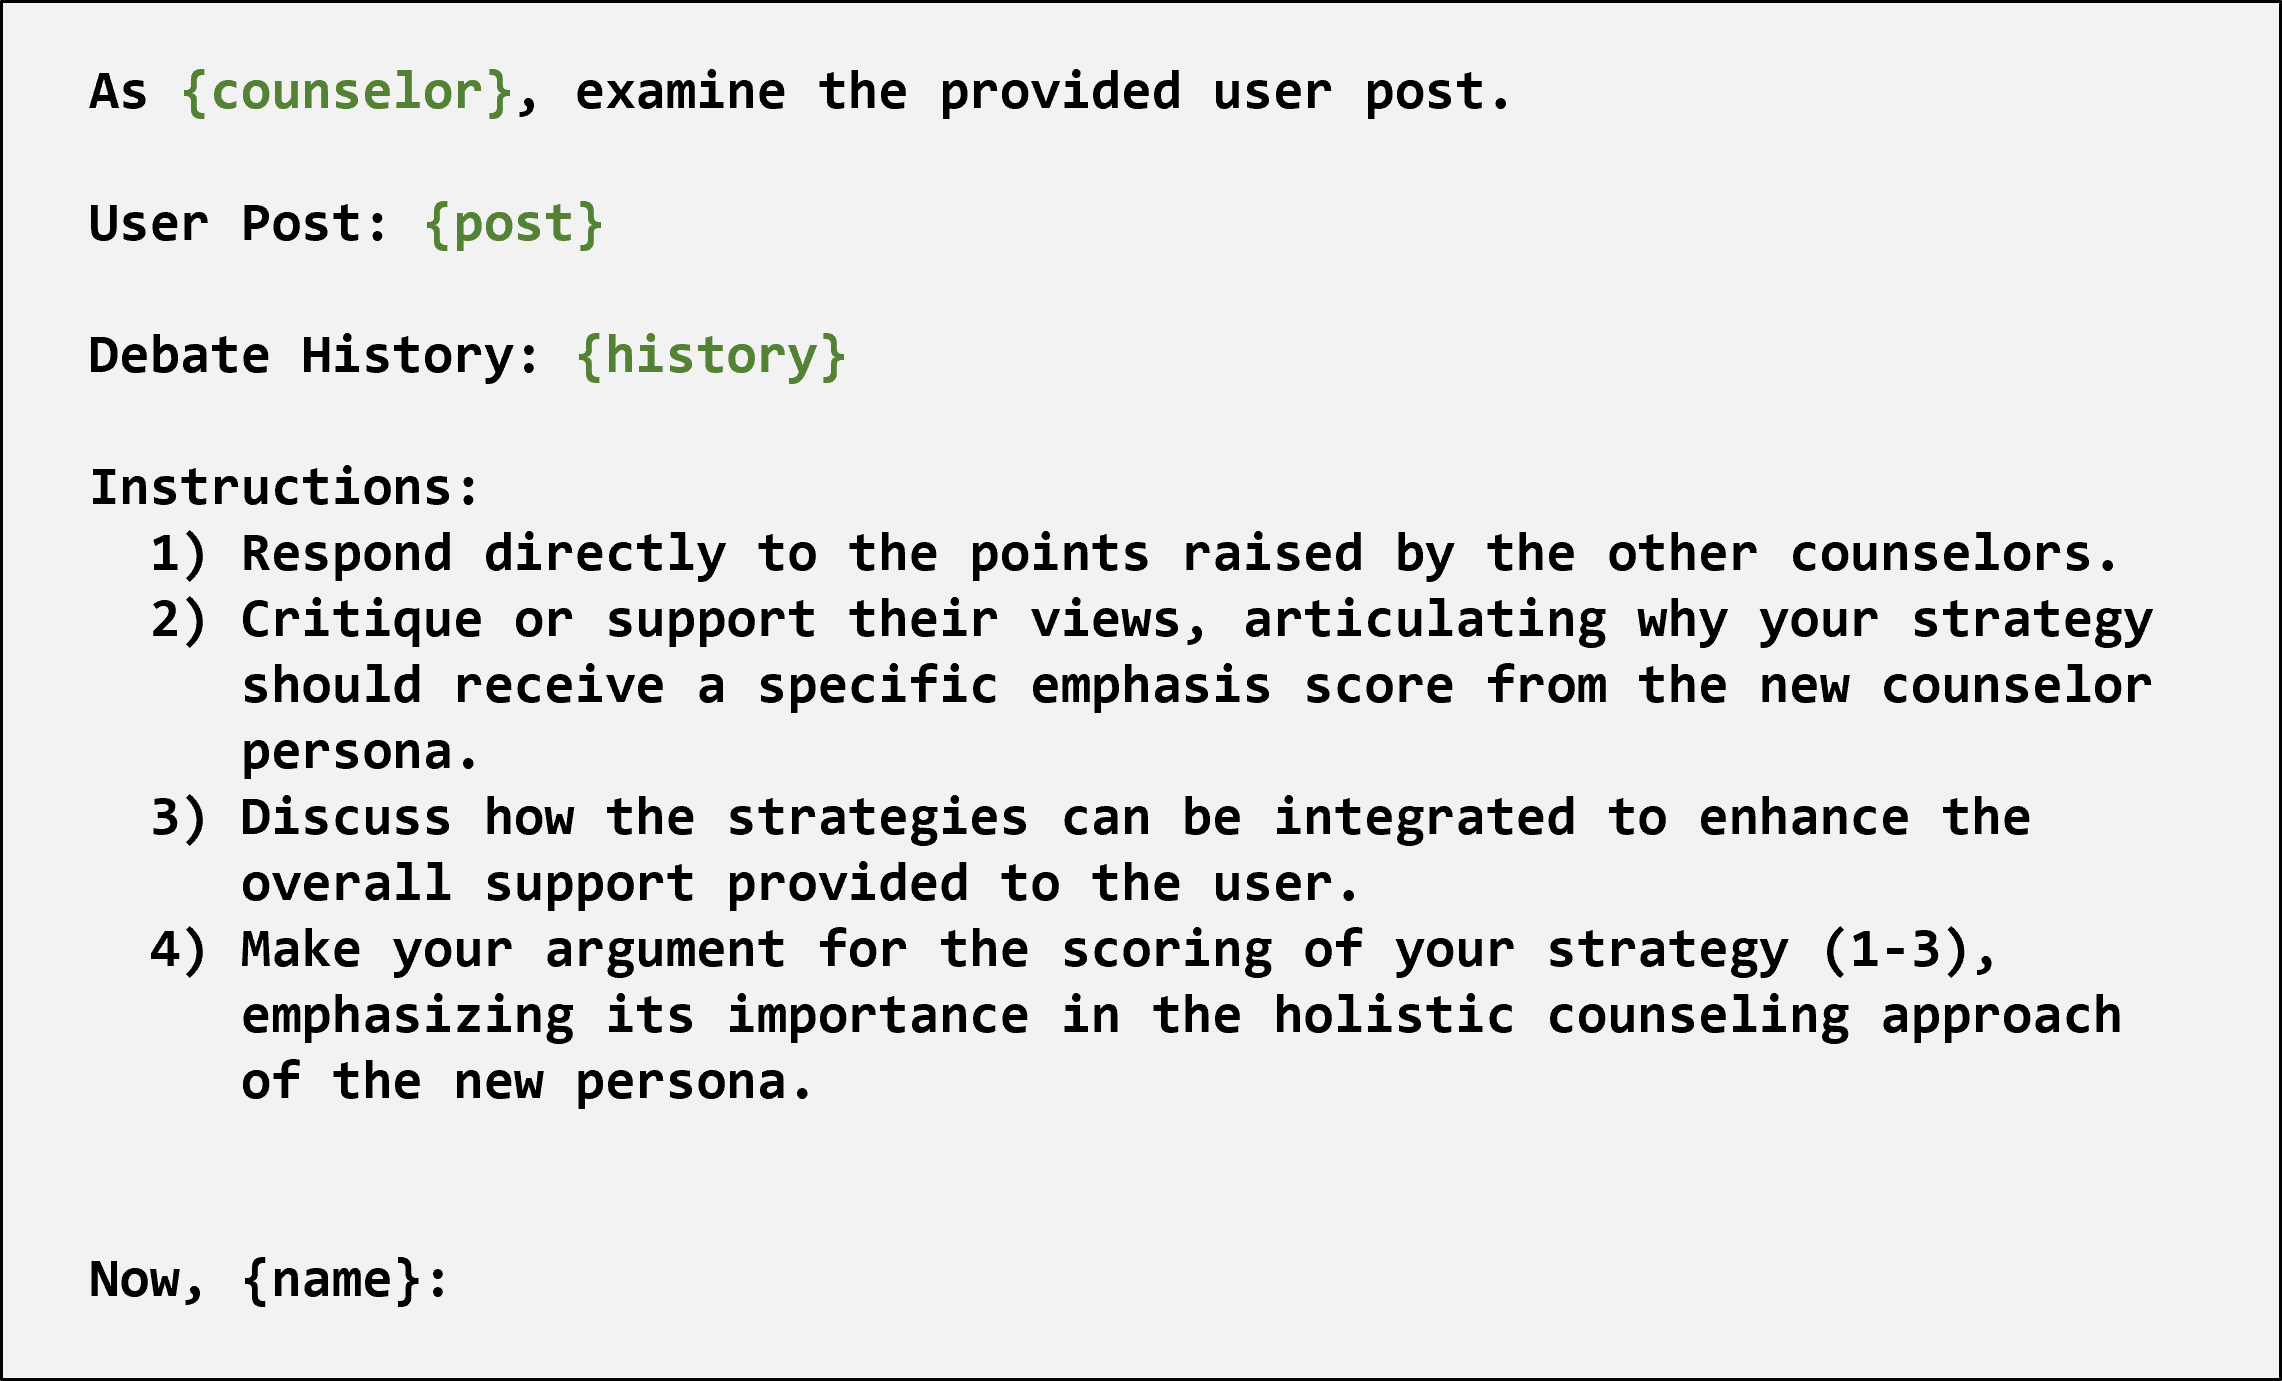 As {counselor}, examine the provided user post.
User Post: {post}
Debate History: {history}
Instructions:
1) Respond directly to the points raised by the other counselors.
2) Critique or support their views, articulating why your strategy
should receive a specific emphasis score from the new counselor
persona.
3) Discuss how the strategies can be integrated to enhance the
overall support provided to the user.
4) Make your argument for the scoring of your strategy (1-3),
emphasizing its importance in the holistic counseling approach
of the new persona.
Now, {name}: